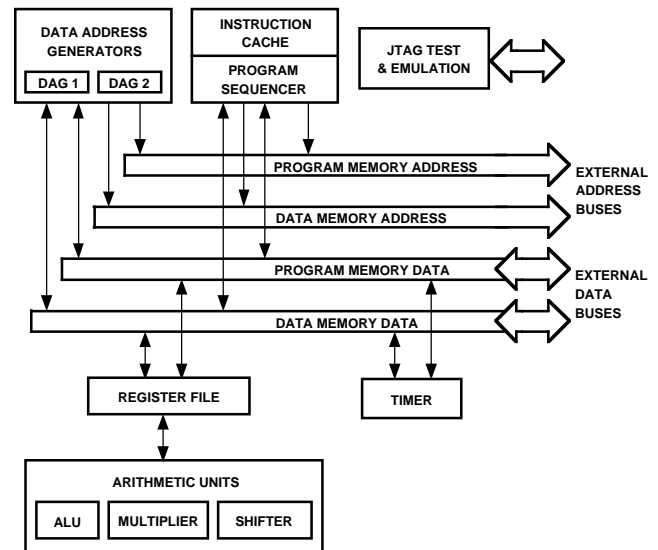 DATA ADDRESS
GENERATORS
DAG 1
DAG 2
INSTRUCTION
CACHE
PROGRAM
SEQUENCER
JTAG TEST
& EMULATION
PROGRAM MEMORY ADDRESS
DATA MEMORY ADDRESS
EXTERNAL
ADDRESS
BUSES
PROGRAM MEMORY DATA
DATA MEMORY DATA
EXTERNAL
DATA
BUSES
REGISTER FILE
TIMER
ARITHMETIC UNITS
ALU
MULTIPLIER
SHIFTER